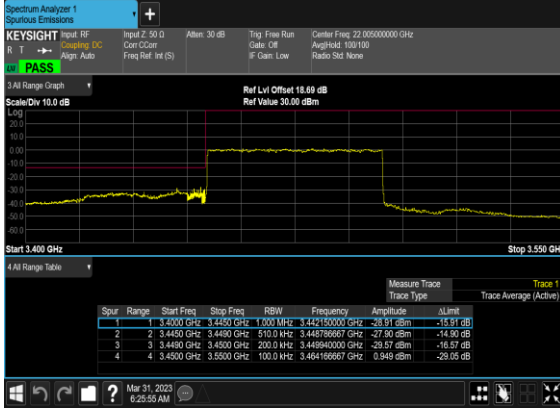 Spectrum Analyzer 1
Spurious Emissions
+
KEYSIGHT Input: RF Input Z: 50 Ω Atten: 30 dB Trig: Free Run Center Freq: 22.005000000 GHz
R T Coupling: DC Corr CCorr Gate: Off Avg|Hold: 100/100
Align: Auto Freq Ref: Int (S) IF Gain: Low Radio Std: None
LXI PASS
3 All Range Graph
Ref Lvl Offset 18.69 dB
Scale/Div 10.0 dB Ref Value 30.00 dBm
Log
20.0
10.0
0.00
-10.0
-20.0
-30.0
-40.0
-50.0
-60.0
Start 3.400 GHz Stop 3.550 GH
4 All Range Table
Measure Trace Trace 1
Trace Type Trace Average (Active)
Spur Range Start Freq Stop Freq RBW Frequency Amplitude ΔLimit
1 1 3.4000 GHz 3.4450 GHz 1.000 MHz 3.442150000 GHz -28.91 dBm -15.91 dB
2 2 3.4450 GHz 3.4490 GHz 510.0 kHz 3.448786667 GHz -27.90 dBm -14.90 dB
3 3 3.4490 GHz 3.4500 GHz 200.0 kHz 3.449940000 GHz -29.57 dBm -16.57 dB
4 4 3.4500 GHz 3.5500 GHz 100.0 kHz 3.464166667 GHz 0.949 dBm -29.05 dB
?
Mar 31, 2023
6:25:55 AM